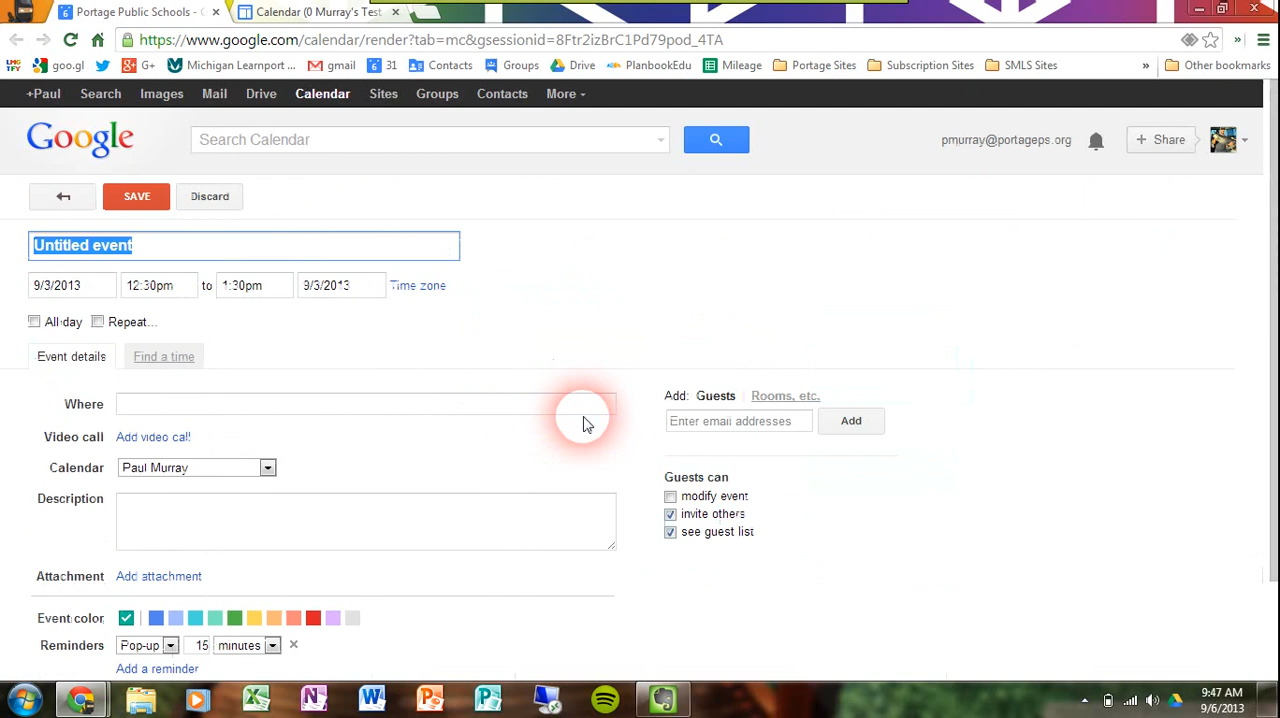 Portage Public Schools - C × Calendar (0 Murray's Test ×
https://www.google.com/calendar/render?tab=mc&gsessionid=8Ftr2izBrC1Pd79pod_4TA »
LMG TFY goo.gl G+ Michigan Learnport ... gmail 31 Contacts Groups Drive PlanbookEdu Mileage Portage Sites Subscription Sites SMLS Sites » Other bookmarks
+Paul Search Images Mail Drive Calendar Sites Groups Contacts More
Google Search Calendar pmurray@portageps.org + Share
SAVE Discard
Untitled event
9/3/2013 12:30pm to 1:30pm 9/3/2013 Time zone
All day Repeat...
Event details Find a time
Where Add: Guests Rooms, etc.
Enter email addresses Add
Video call Add video call
Calendar Paul Murray Guests can
modify event
Description invite others
see guest list
Attachment Add attachment
Event color
Reminders Pop-up 15 minutes ×
Add a reminder
9:47 AM
9/6/2013